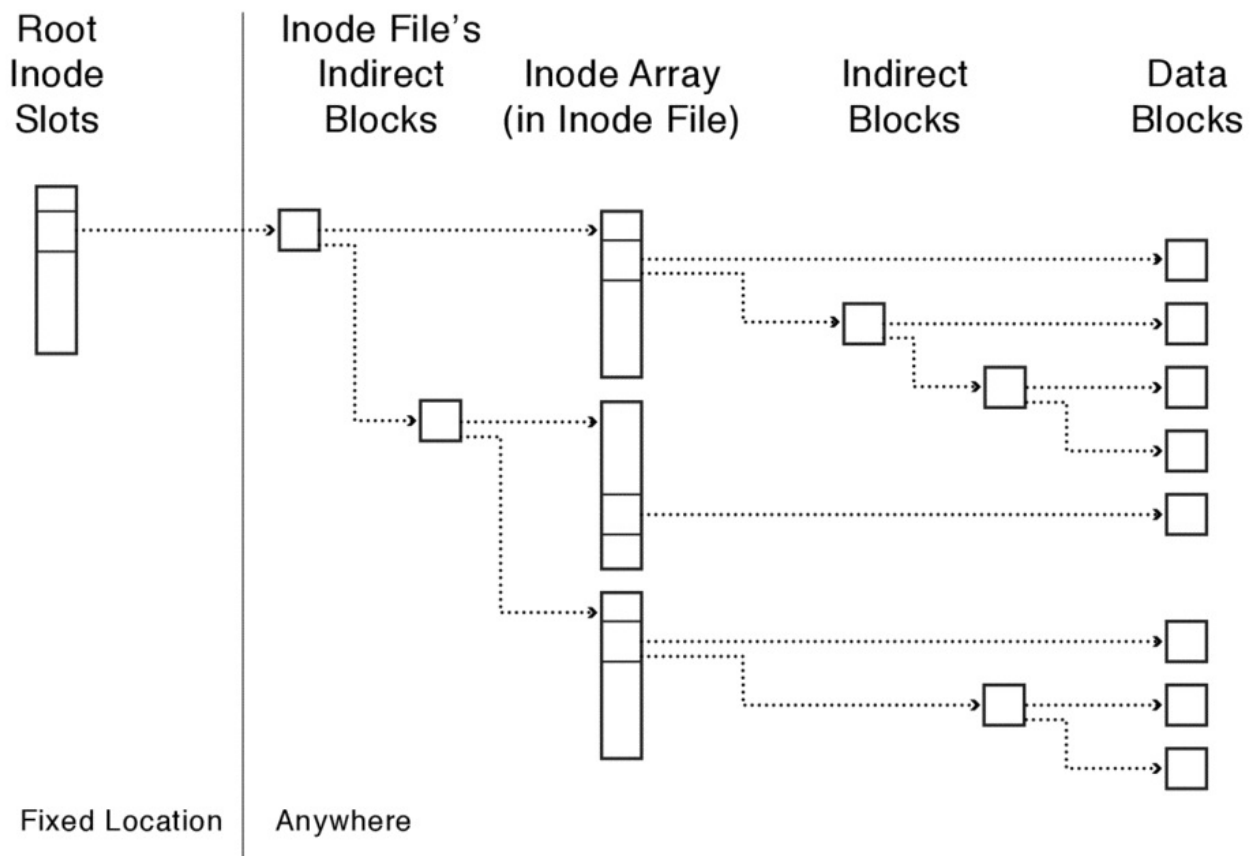 Root
Inode
Slots
Inode File's
Indirect
Blocks
Inode Array
(in Inode File)
Indirect
Blocks
Data
Blocks
Fixed Location
Anywhere